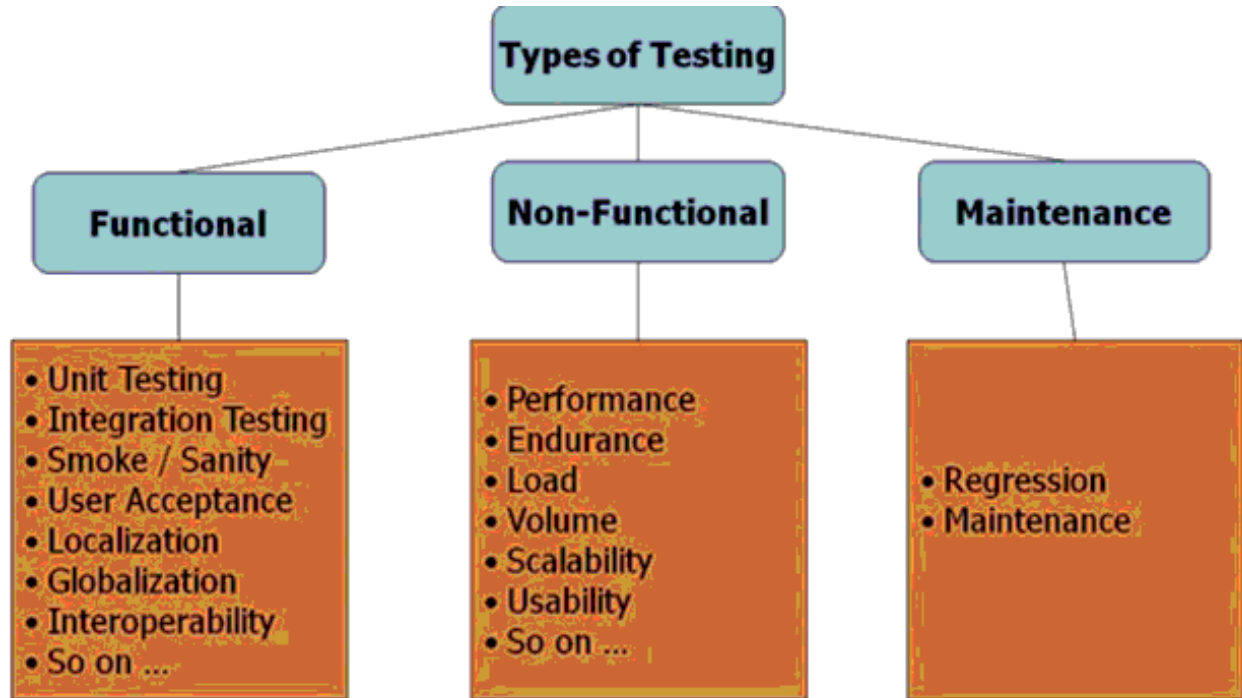 Types of Testing
Functional
Non-Functional
Maintenance
• Unit Testing
• Integration Testing
• Smoke / Sanity
• User Acceptance
• Localization
• Globalization
• Interoperability
• So on ...
• Performance
• Endurance
• Load
• Volume
• Scalability
• Usability
• So on ...
• Regression
• Maintenance